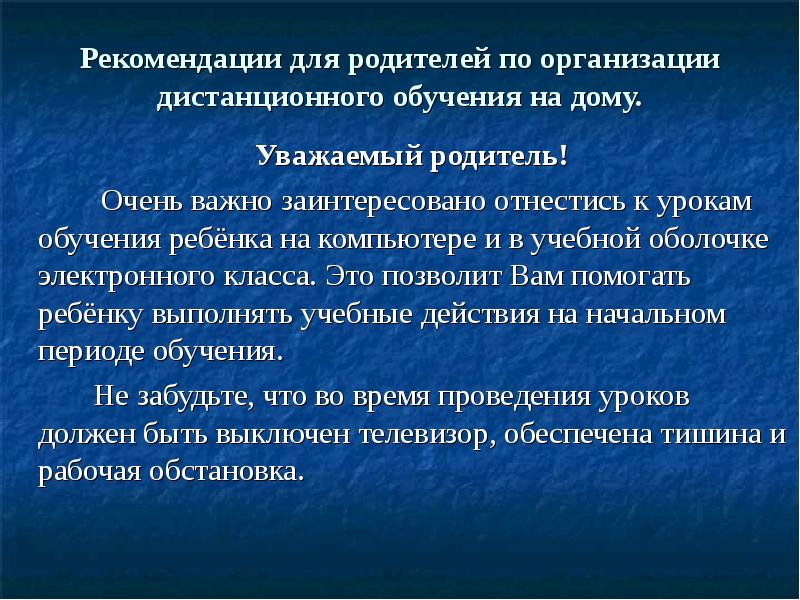 Рекомендации для родителей по организации
дистанционного обучения на дому.
Уважаемый родитель!
Очень важно заинтересовано отнестись к урокам
обучения ребёнка на компьютере и в учебной оболочке
электронного класса. Это позволит Вам помогать
ребёнку выполнять учебные действия на начальном
периоде обучения.
Не забудьте, что во время проведения уроков
должен быть выключен телевизор, обеспечена тишина и
рабочая обстановка.